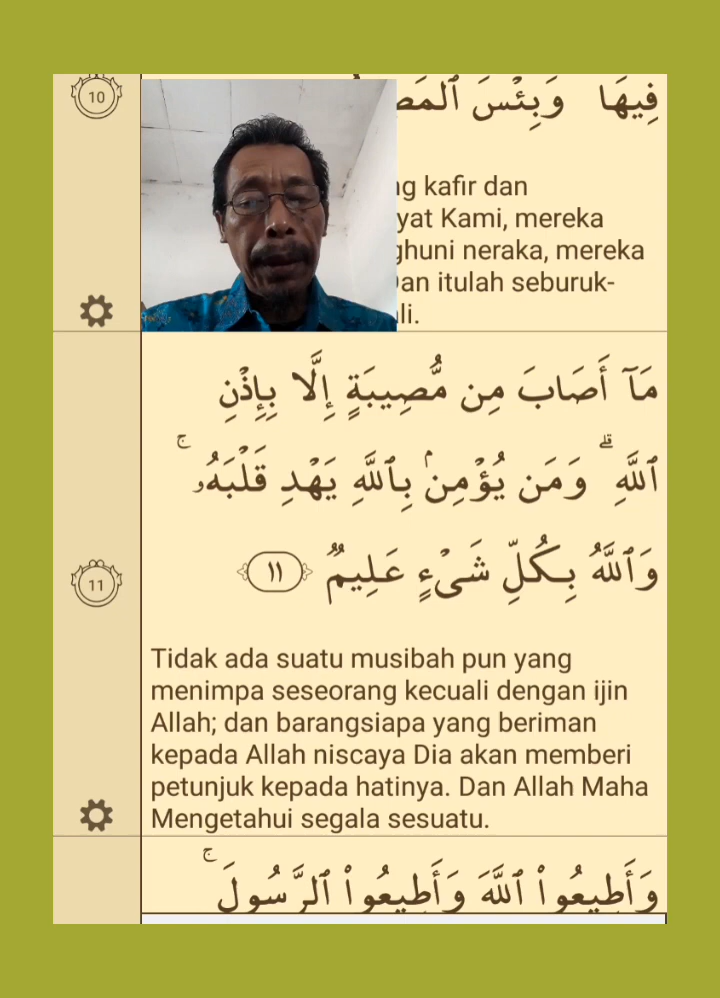 10
فِيهَا وَبِئْسَ
ng kafir dan
yat Kami, mereka
ghuni neraka, mereka
an itulah seburuk-
li.
مَآ أَصَابَ مِن مُّصِيبَةٍ إِلَّا بِإِذْنِ
ٱللَّهِ ۗ وَمَن يُؤْمِنۢ بِٱللَّهِ يَهْدِ قَلْبَهُۥ ۚ
وَٱللَّهُ بِكُلِّ شَىْءٍ عَلِيمٌ ١١
11
Tidak ada suatu musibah pun yang
menimpa seseorang kecuali dengan ijin
Allah; dan barangsiapa yang beriman
kepada Allah niscaya Dia akan memberi
petunjuk kepada hatinya. Dan Allah Maha
Mengetahui segala sesuatu.
وَأَطِيعُوا۟ ٱللَّهَ وَأَطِيعُوا۟ ٱلرَّسُولَ ۚ